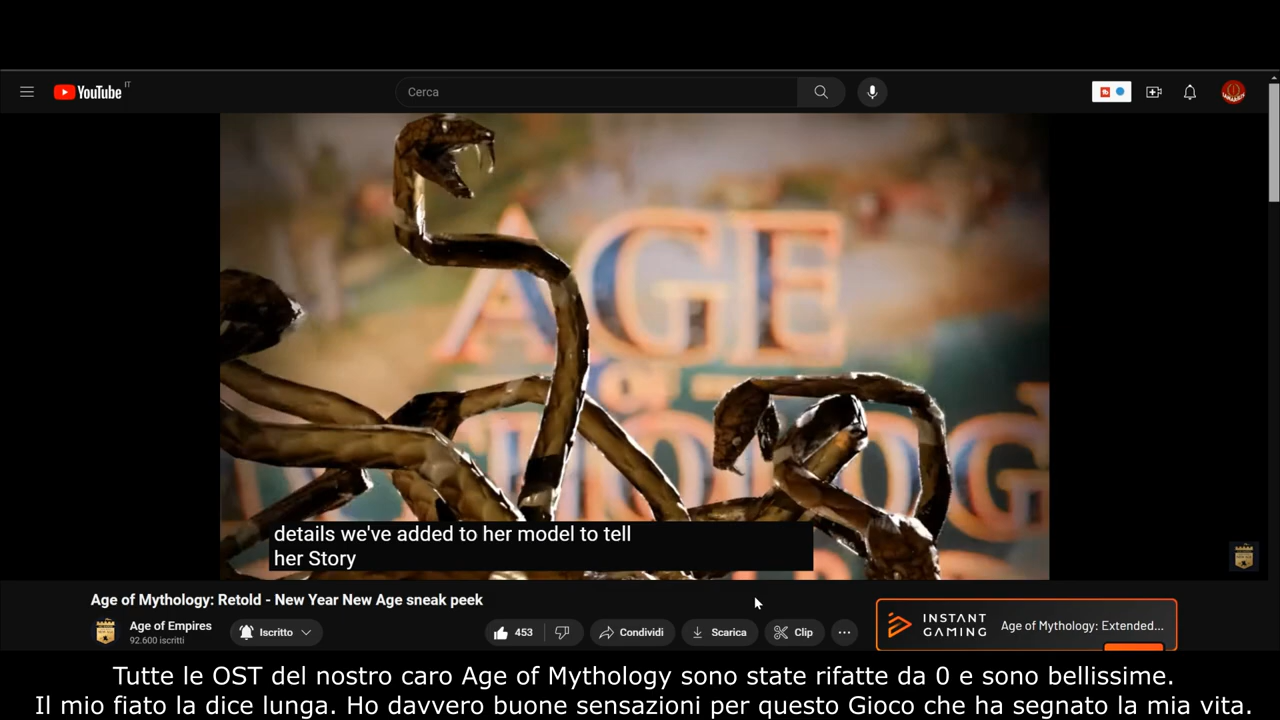 YouTube IT
Cerca
AGE
OF
MYTHOLOG
details we've added to her model to tell
her Story
Age of Mythology: Retold - New Year New Age sneak peek
Age of Empires
92.600 iscritti
Iscritto
453
Condividi
Scarica
Clip
INSTANT
GAMING
Age of Mythology: Extended...
Tutte le OST del nostro caro Age of Mythology sono state rifatte da 0 e sono bellissime.
Il mio fiato la dice lunga. Ho davvero buone sensazioni per questo Gioco che ha segnato la mia vita.